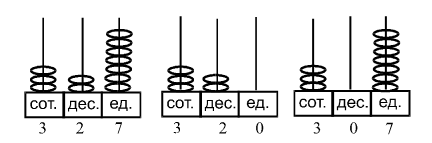 сот. дес. ед. сот. дес. ед. сот. дес. ед.
3 2 7 3 2 0 3 0 7